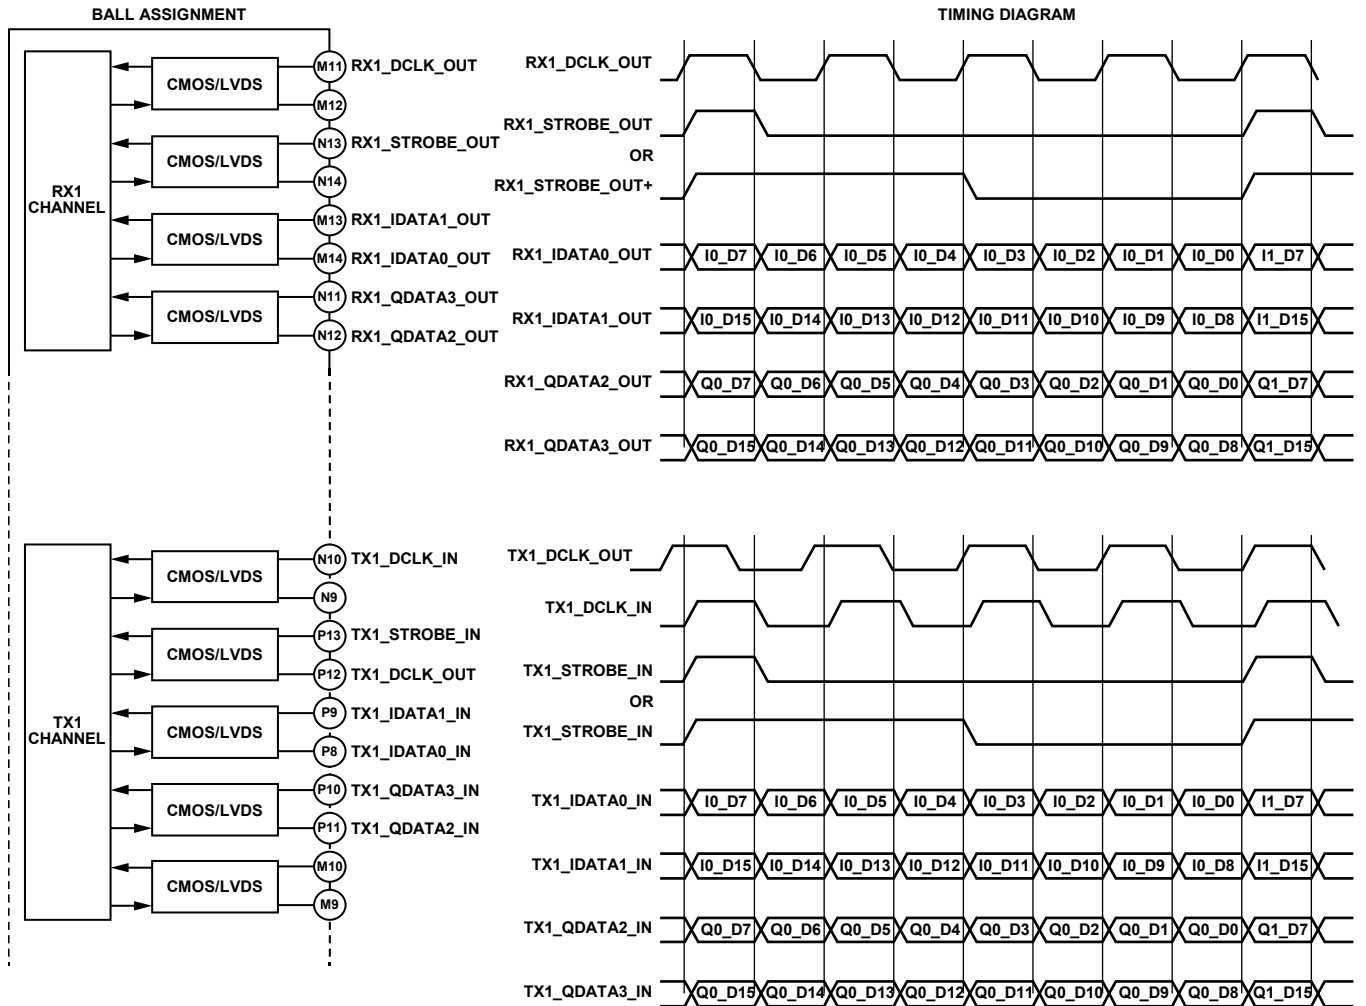 BALL ASSIGNMENT
TIMING DIAGRAM
RX1
CHANNEL
CMOS/LVDS
M11 RX1_DCLK_OUT
M12
CMOS/LVDS
N13 RX1_STROBE_OUT
N14
CMOS/LVDS
M13 RX1_IDATA1_OUT
M14 RX1_IDATA0_OUT
CMOS/LVDS
N11 RX1_QDATA3_OUT
N12 RX1_QDATA2_OUT
RX1_DCLK_OUT
RX1_STROBE_OUT
OR
RX1_STROBE_OUT+
RX1_IDATA0_OUT I0_D7 I0_D6 I0_D5 I0_D4 I0_D3 I0_D2 I0_D1 I0_D0 I1_D7
RX1_IDATA1_OUT I0_D15 I0_D14 I0_D13 I0_D12 I0_D11 I0_D10 I0_D9 I0_D8 I1_D15
RX1_QDATA2_OUT Q0_D7 Q0_D6 Q0_D5 Q0_D4 Q0_D3 Q0_D2 Q0_D1 Q0_D0 Q1_D7
RX1_QDATA3_OUT Q0_D15 Q0_D14 Q0_D13 Q0_D12 Q0_D11 Q0_D10 Q0_D9 Q0_D8 Q1_D15
TX1
CHANNEL
CMOS/LVDS
N10 TX1_DCLK_IN
N9
CMOS/LVDS
P13 TX1_STROBE_IN
P12 TX1_DCLK_OUT
CMOS/LVDS
P9 TX1_IDATA1_IN
P8 TX1_IDATA0_IN
CMOS/LVDS
P10 TX1_QDATA3_IN
P11 TX1_QDATA2_IN
CMOS/LVDS
M10
M9
TX1_DCLK_OUT
TX1_DCLK_IN
TX1_STROBE_IN
OR
TX1_STROBE_IN
TX1_IDATA0_IN I0_D7 I0_D6 I0_D5 I0_D4 I0_D3 I0_D2 I0_D1 I0_D0 I1_D7
TX1_IDATA1_IN I0_D15 I0_D14 I0_D13 I0_D12 I0_D11 I0_D10 I0_D9 I0_D8 I1_D15
TX1_QDATA2_IN Q0_D7 Q0_D6 Q0_D5 Q0_D4 Q0_D3 Q0_D2 Q0_D1 Q0_D0 Q1_D7
TX1_QDATA3_IN Q0_D15 Q0_D14 Q0_D13 Q0_D12 Q0_D11 Q0_D10 Q0_D9 Q0_D8 Q1_D15